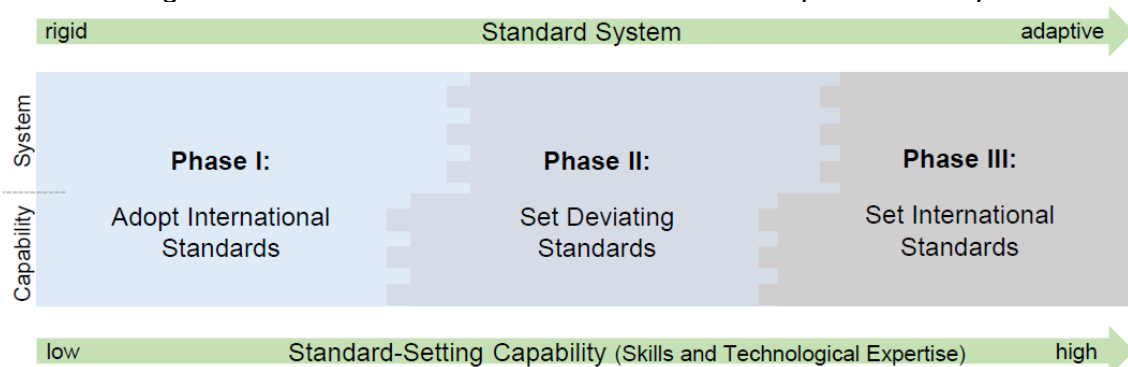 rigid Standard System adaptive
System
Phase I:
Phase II:
Phase III:
Capability
Adopt International
Standards
Set Deviating
Standards
Set International
Standards
low Standard-Setting Capability (Skills and Technological Expertise) high